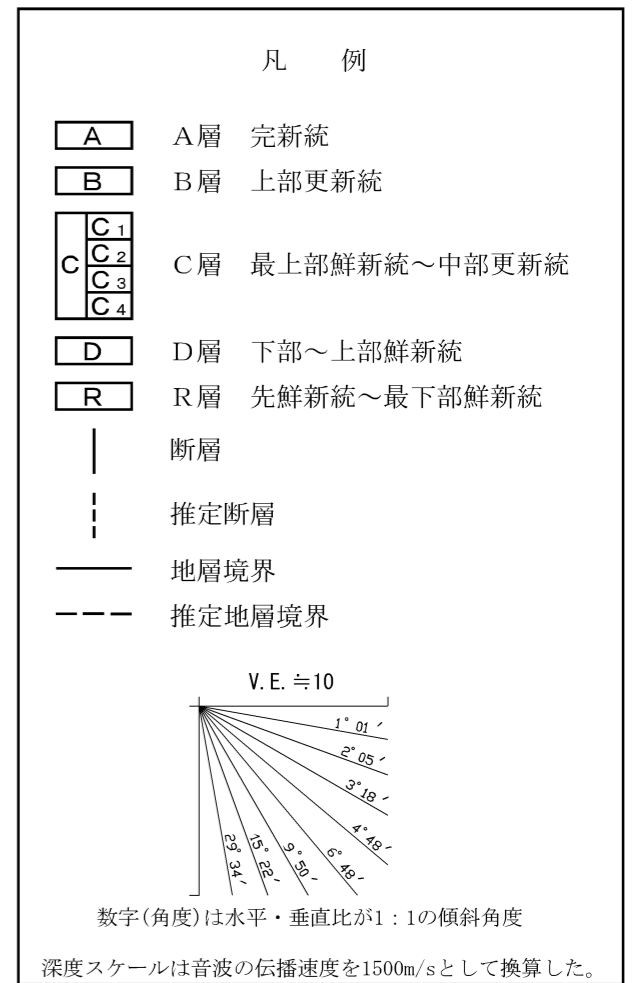 凡　例
A　A層　完新統
B　B層　上部更新統
C　C1　C2　C3　C4　C層　最上部鮮新統～中部更新統
D　D層　下部～上部鮮新統
R　R層　先鮮新統～最下部鮮新統
断層
推定断層
地層境界
推定地層境界
V.E.≒10
1°01′
2°05′
3°18′
4°48′
6°48′
9°50′
15°22′
29°34′
数字(角度)は水平・垂直比が1：1の傾斜角度
深度スケールは音波の伝播速度を1500m/sとして換算した。